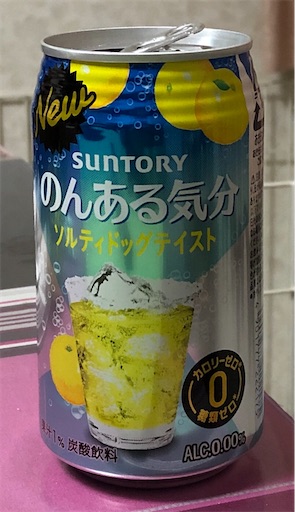 New
SUNTORY
のんある気分
ソルティドッグテイスト
カロリーゼロ
0
糖類ゼロ
果汁1% 炭酸飲料
ALC.0.00%